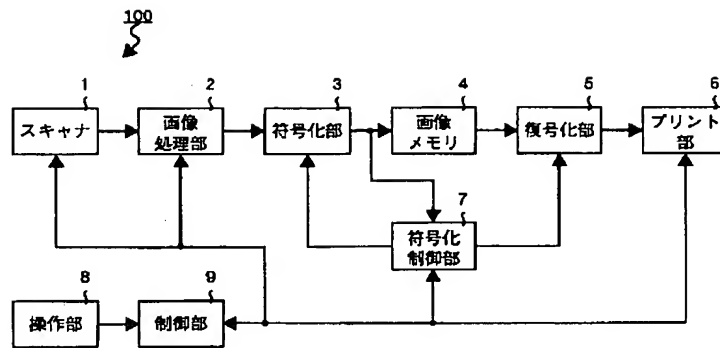 100
1
2
3
4
5
6
スキャナ
画像
処理部
符号化部
画像
メモリ
復号化部
プリント
部
7
符号化
制御部
8
9
操作部
制御部